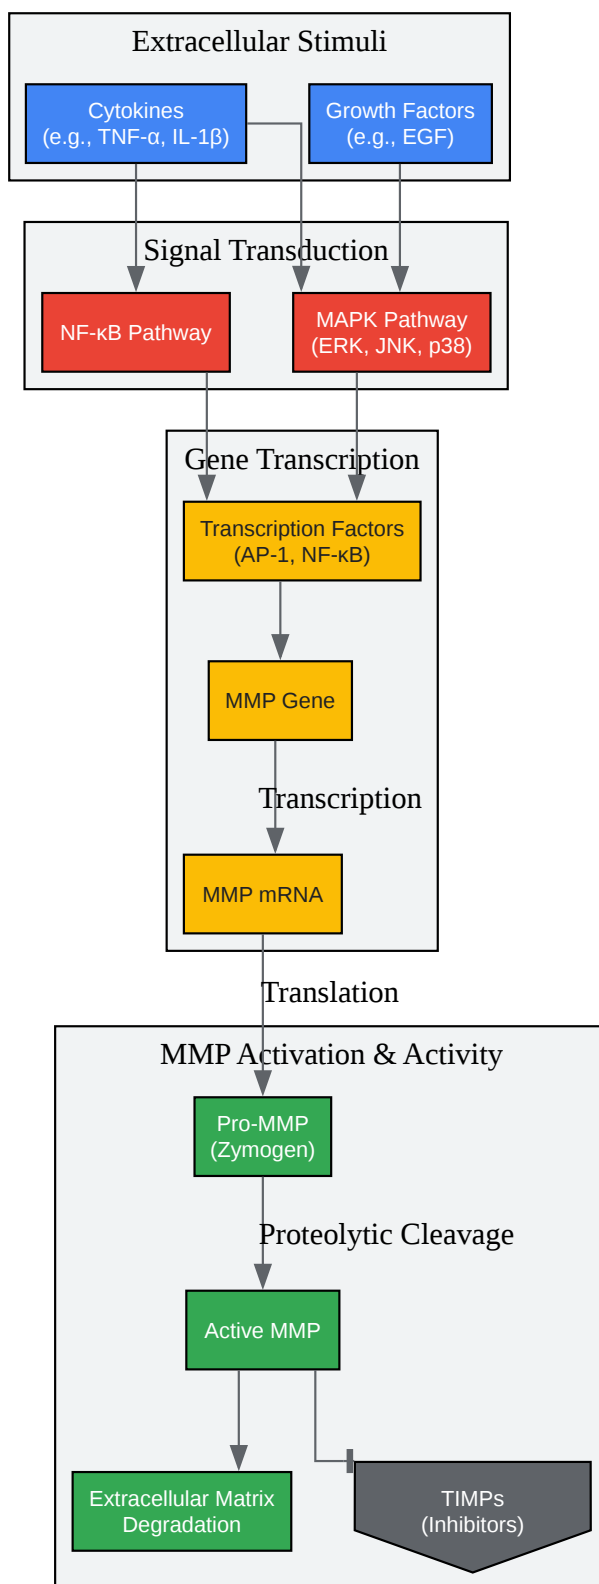 Extracellular Stimuli
Cytokines
(e.g., TNF-α, IL-1β)
Growth Factors
(e.g., EGF)
Signal Transduction
NF-κB Pathway
MAPK Pathway
(ERK, JNK, p38)
Gene Transcription
Transcription Factors
(AP-1, NF-κB)
MMP Gene
Transcription
MMP mRNA
Translation
MMP Activation & Activity
Pro-MMP
(Zymogen)
Proteolytic Cleavage
Active MMP
Extracellular Matrix
Degradation
TIMPs
(Inhibitors)